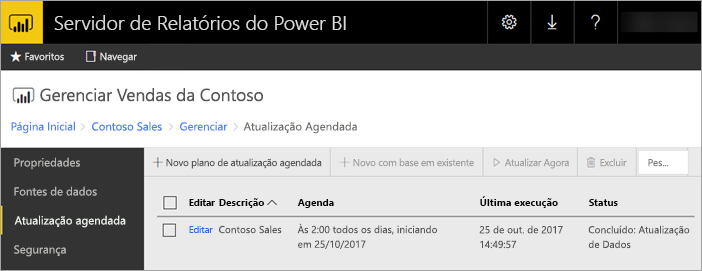 Servidor de Relatórios do Power BI
?
Favoritos Navegar
Gerenciar Vendas da Contoso
Página Inicial > Contoso Sales > Gerenciar > Atualização Agendada
Propriedades
Fontes de dados
Atualização agendada
Segurança
+ Novo plano de atualização agendada + Novo com base em existente Atualizar Agora Excluir Pes...
Editar Descrição Agenda Última execução Status
Editar Contoso Sales Às 2:00 todos os dias, iniciando 25 de out. de 2017 Concluído: Atualização
em 25/10/2017 14:49:57 de Dados